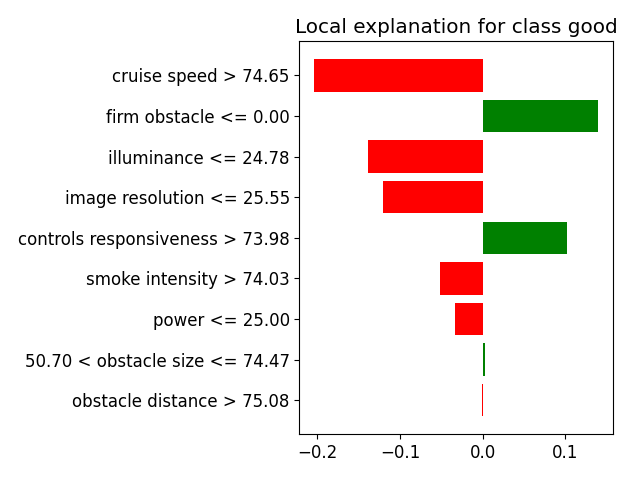 Local explanation for class good
cruise speed > 74.65
firm obstacle <= 0.00
illuminance <= 24.78
image resolution <= 25.55
controls responsiveness > 73.98
smoke intensity > 74.03
power <= 25.00
50.70 < obstacle size <= 74.47
obstacle distance > 75.08
−0.2 −0.1 0.0 0.1